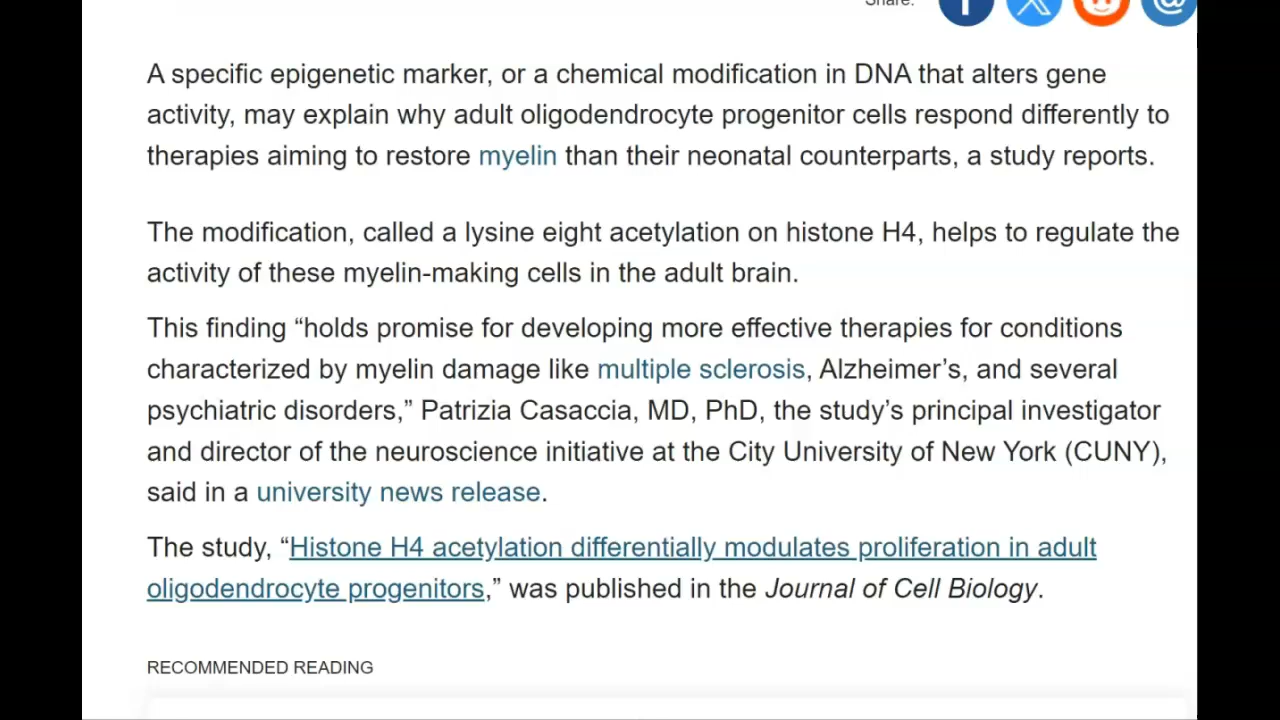 Share:
A specific epigenetic marker, or a chemical modification in DNA that alters gene
activity, may explain why adult oligodendrocyte progenitor cells respond differently to
therapies aiming to restore myelin than their neonatal counterparts, a study reports.
The modification, called a lysine eight acetylation on histone H4, helps to regulate the
activity of these myelin-making cells in the adult brain.
This finding “holds promise for developing more effective therapies for conditions
characterized by myelin damage like multiple sclerosis, Alzheimer’s, and several
psychiatric disorders,” Patrizia Casaccia, MD, PhD, the study’s principal investigator
and director of the neuroscience initiative at the City University of New York (CUNY),
said in a university news release.
The study, “Histone H4 acetylation differentially modulates proliferation in adult
oligodendrocyte progenitors,” was published in the Journal of Cell Biology.
RECOMMENDED READING